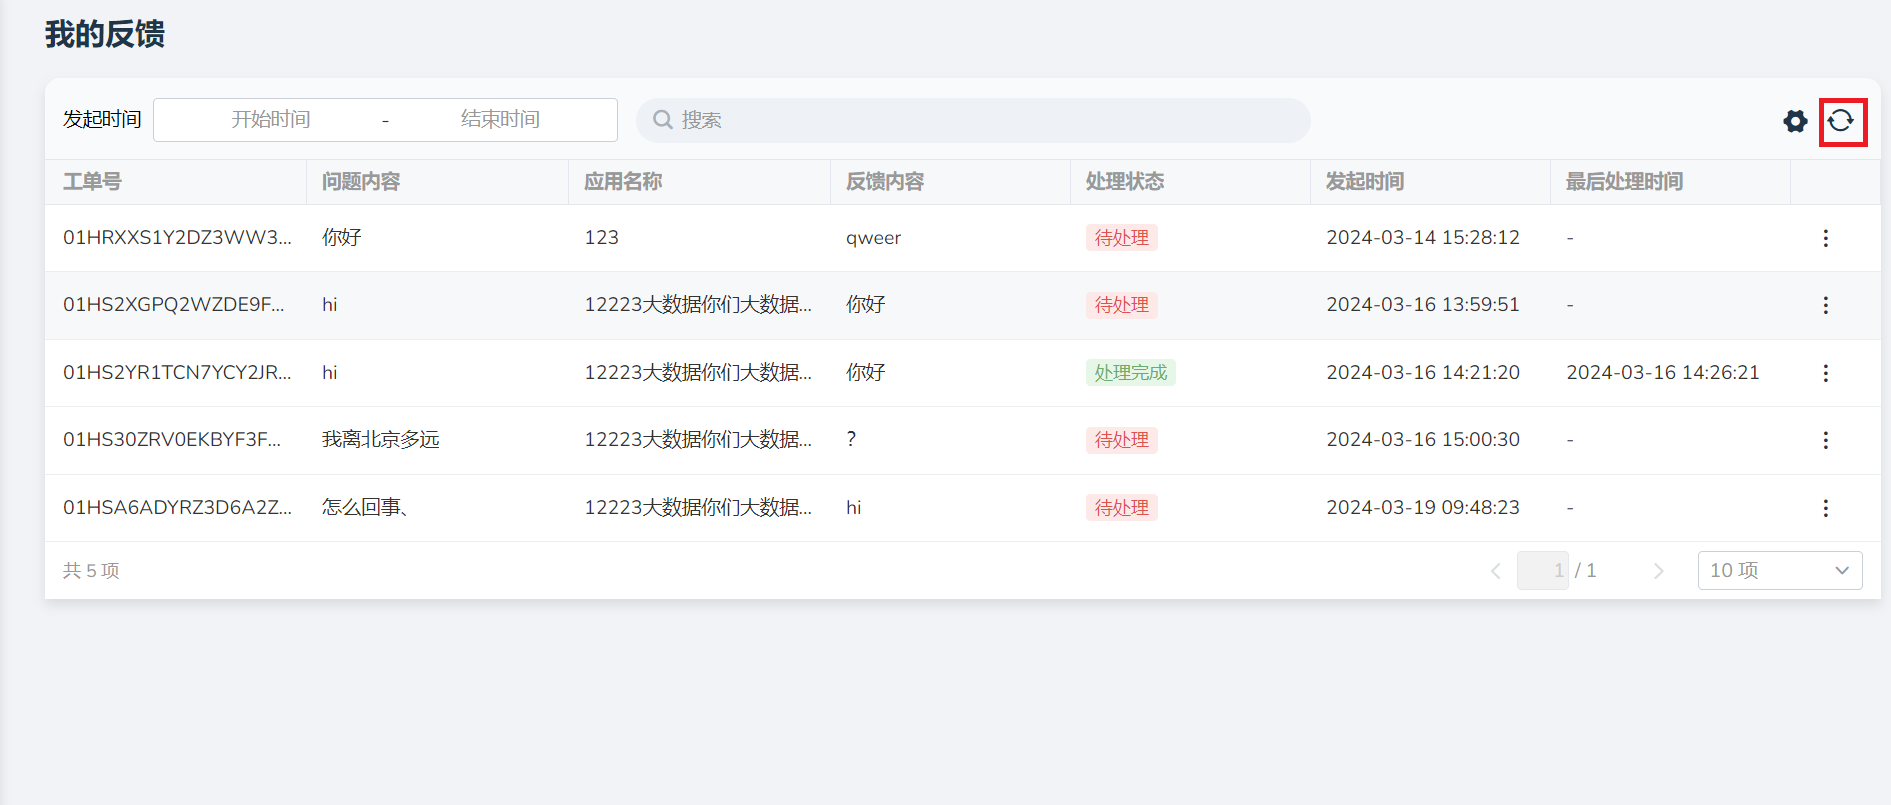 我的反馈
发起时间 开始时间 - 结束时间 搜索
工单号 问题内容 应用名称 反馈内容 处理状态 发起时间 最后处理时间
01HRXXS1Y2DZ3WW3... 你好 123 qweer 待处理 2024-03-14 15:28:12 -
01HS2XGPQ2WZDE9F... hi 12223大数据你们大数据... 你好 待处理 2024-03-16 13:59:51 -
01HS2YR1TCN7YCY2JR... hi 12223大数据你们大数据... 你好 处理完成 2024-03-16 14:21:20 2024-03-16 14:26:21
01HS30ZRV0EKBYF3F... 我离北京多远 12223大数据你们大数据... ? 待处理 2024-03-16 15:00:30 -
01HSA6ADYRZ3D6A2Z... 怎么回事、 12223大数据你们大数据... hi 待处理 2024-03-19 09:48:23 -
共 5 项 1 / 1 10 项